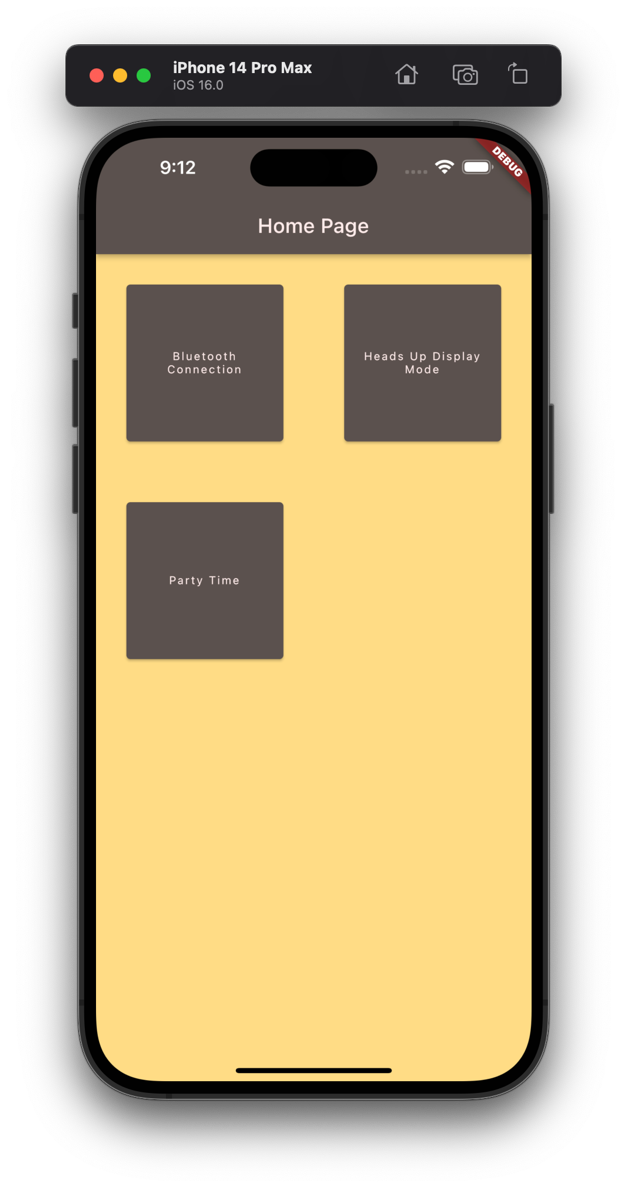 iPhone 14 Pro Max
iOS 16.0
9:12
DEBUG
Home Page
Bluetooth
Connection
Heads Up Display
Mode
Party Time